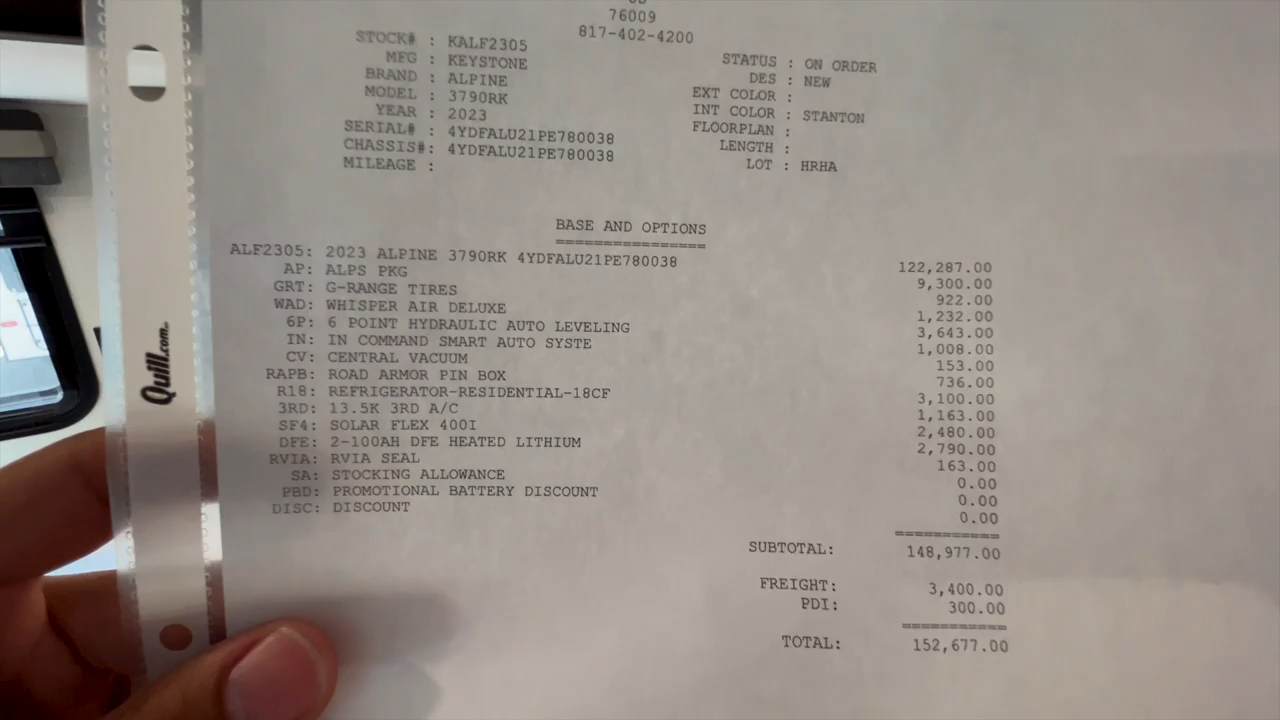 76009
817-402-4200
STOCK# : KALF2305
MFG : KEYSTONE
BRAND : ALPINE
MODEL : 3790RK
YEAR : 2023
SERIAL# : 4YDFALU21PE780038
CHASSIS#: 4YDFALU21PE780038
MILEAGE :
STATUS : ON ORDER
DES : NEW
EXT COLOR :
INT COLOR : STANTON
FLOORPLAN :
LENGTH :
LOT : HRHA
BASE AND OPTIONS
================
ALF2305: 2023 ALPINE 3790RK 4YDFALU21PE780038 122,287.00
AP: ALPS PKG 9,300.00
GRT: G-RANGE TIRES 922.00
WAD: WHISPER AIR DELUXE 1,232.00
6P: 6 POINT HYDRAULIC AUTO LEVELING 3,643.00
IN: IN COMMAND SMART AUTO SYSTE 1,008.00
CV: CENTRAL VACUUM 153.00
RAPB: ROAD ARMOR PIN BOX 736.00
R18: REFRIGERATOR-RESIDENTIAL-18CF 3,100.00
3RD: 13.5K 3RD A/C 1,163.00
SF4: SOLAR FLEX 400I 2,480.00
DFE: 2-100AH DFE HEATED LITHIUM 2,790.00
RVIA: RVIA SEAL 163.00
SA: STOCKING ALLOWANCE 0.00
PBD: PROMOTIONAL BATTERY DISCOUNT 0.00
DISC: DISCOUNT 0.00
===========
SUBTOTAL: 148,977.00
FREIGHT: 3,400.00
PDI: 300.00
===========
TOTAL: 152,677.00
Quill.com